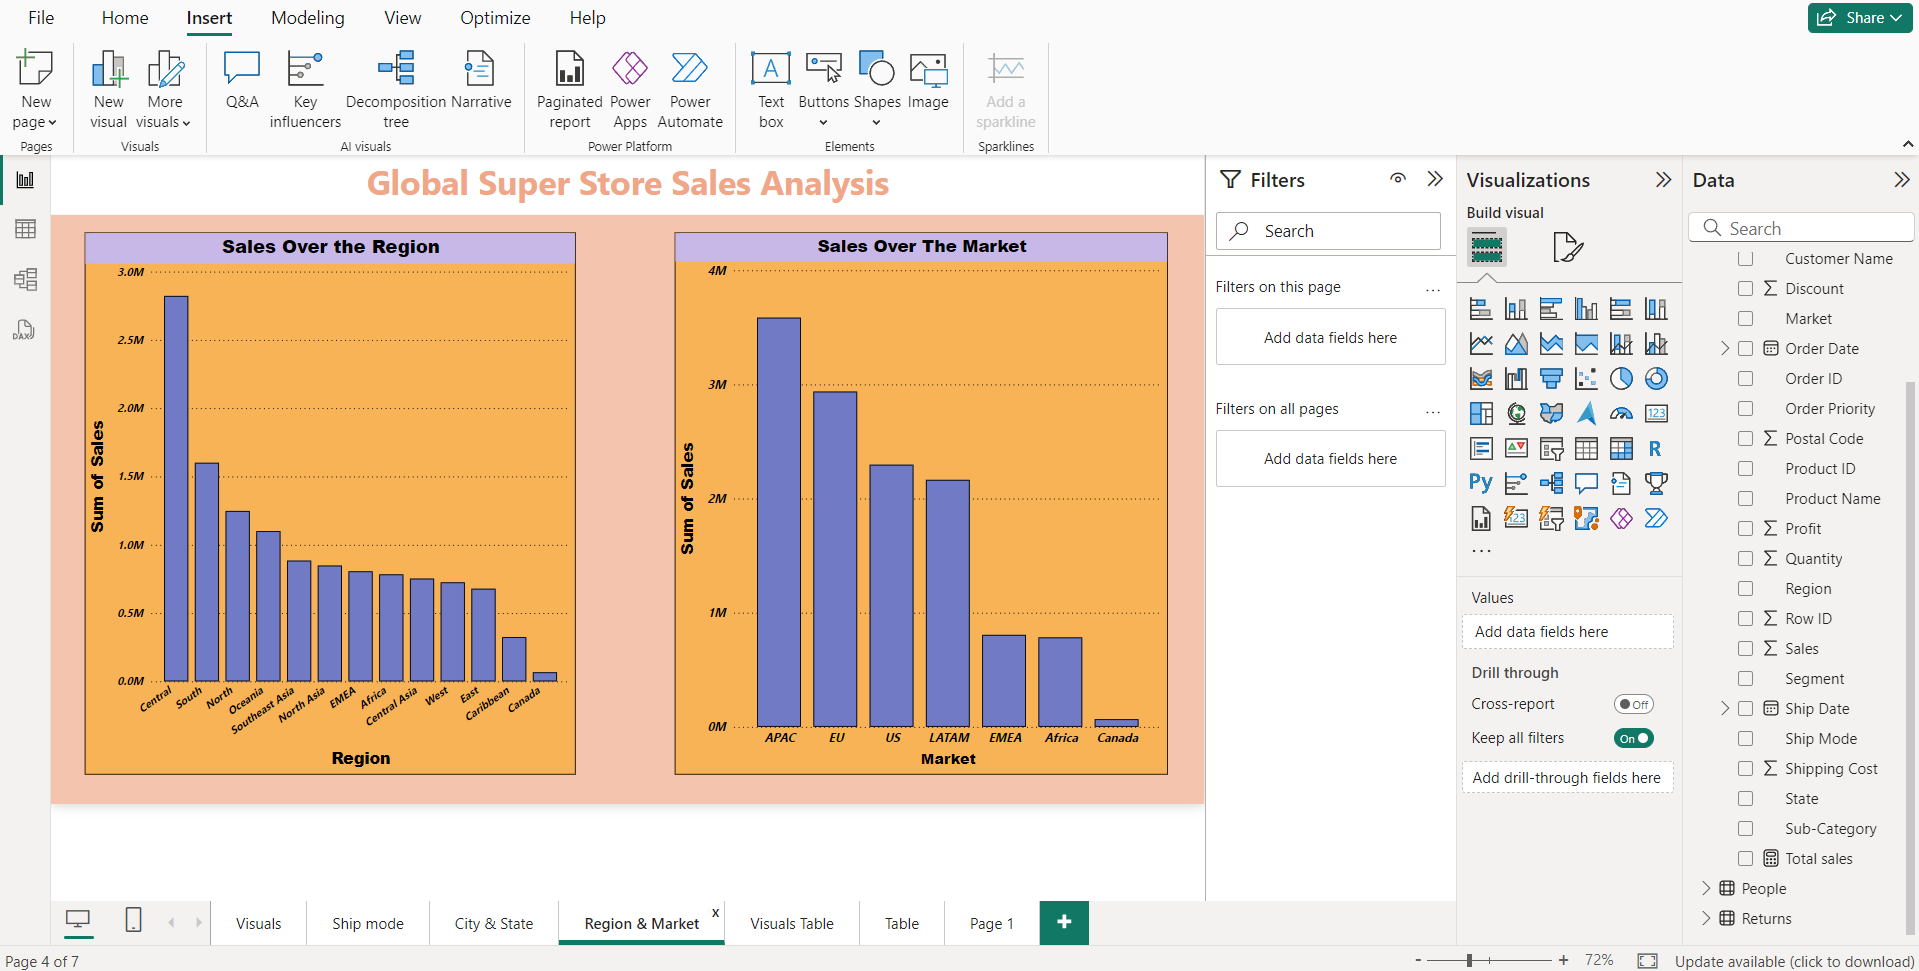 File Home Insert Modeling View Optimize Help Share
New page
New visual
More visuals
Q&A
Key influencers
Decomposition tree
Narrative
Paginated report
Power Apps
Power Automate
Text box
Buttons
Shapes
Image
Add a sparkline
Pages Visuals AI visuals Power Platform Elements Sparklines
DAX
Global Super Store Sales Analysis
Sales Over the Region
3.0M
2.5M
2.0M
1.5M
1.0M
0.5M
0.0M
Sum of Sales
Central South North Oceania Southeast Asia North Asia EMEA Africa Central Asia West East Caribbean Canada
Region
Sales Over The Market
4M
3M
2M
1M
0M
Sum of Sales
APAC EU US LATAM EMEA Africa Canada
Market
Filters
Search
Filters on this page ...
Add data fields here
Filters on all pages ...
Add data fields here
Visualizations
Build visual
123
R
Py
123
...
Values
Add data fields here
Drill through
Cross-report Off
Keep all filters On
Add drill-through fields here
Data
Search
Customer Name
Σ Discount
Market
Order Date
Order ID
Order Priority
Σ Postal Code
Product ID
Product Name
Σ Profit
Σ Quantity
Region
Σ Row ID
Σ Sales
Segment
Ship Date
Ship Mode
Σ Shipping Cost
State
Sub-Category
Total sales
People
Returns
Visuals Ship mode City & State Region & Market x Visuals Table Table Page 1 +
Page 4 of 7
- + 72% Update available (click to download)